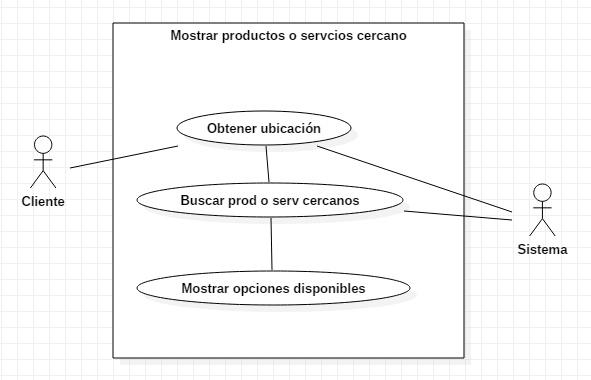 Mostrar productos o servcios cercano
Obtener ubicación
Cliente
Buscar prod o serv cercanos
Sistema
Mostrar opciones disponibles